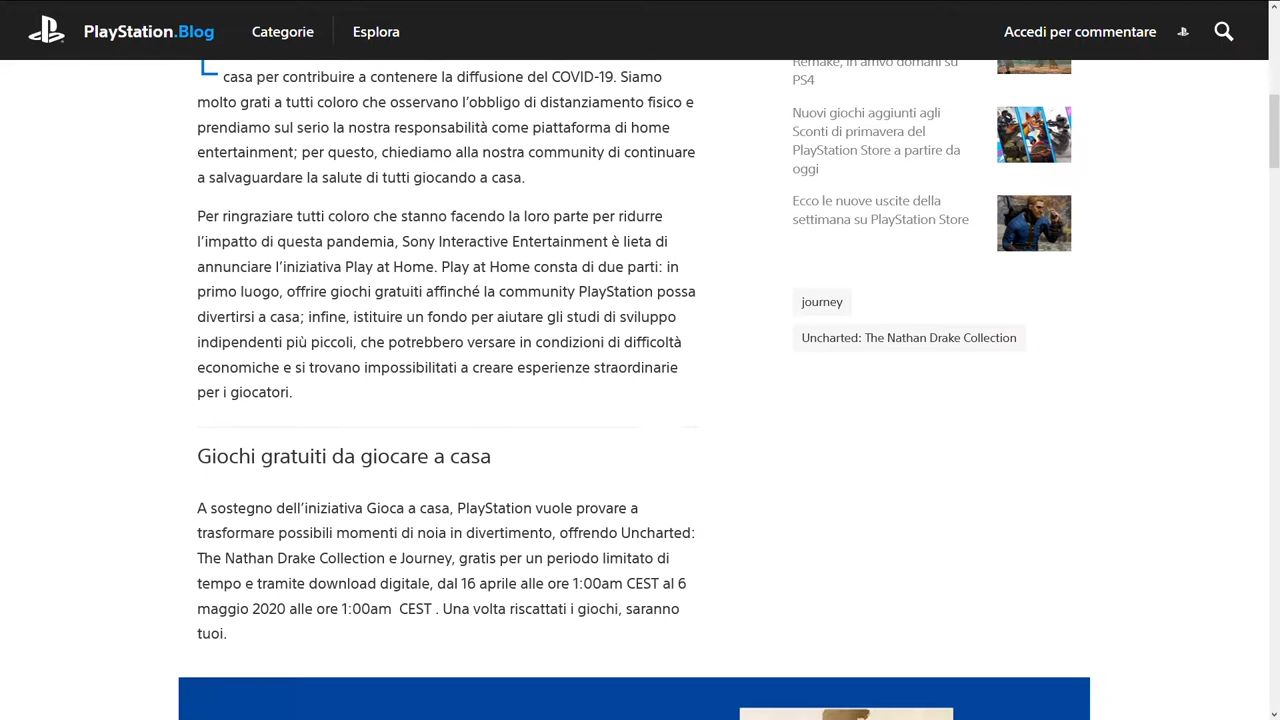 PlayStation.Blog
Categorie
Esplora
Accedi per commentare
casa per contribuire a contenere la diffusione del COVID-19. Siamo
molto grati a tutti coloro che osservano l’obbligo di distanziamento fisico e
prendiamo sul serio la nostra responsabilità come piattaforma di home
entertainment; per questo, chiediamo alla nostra community di continuare
a salvaguardare la salute di tutti giocando a casa.
Per ringraziare tutti coloro che stanno facendo la loro parte per ridurre
l’impatto di questa pandemia, Sony Interactive Entertainment è lieta di
annunciare l’iniziativa Play at Home. Play at Home consta di due parti: in
primo luogo, offrire giochi gratuiti affinché la community PlayStation possa
divertirsi a casa; infine, istituire un fondo per aiutare gli studi di sviluppo
indipendenti più piccoli, che potrebbero versare in condizioni di difficoltà
economiche e si trovano impossibilitati a creare esperienze straordinarie
per i giocatori.
Giochi gratuiti da giocare a casa
A sostegno dell’iniziativa Gioca a casa, PlayStation vuole provare a
trasformare possibili momenti di noia in divertimento, offrendo Uncharted:
The Nathan Drake Collection e Journey, gratis per un periodo limitato di
tempo e tramite download digitale, dal 16 aprile alle ore 1:00am CEST al 6
maggio 2020 alle ore 1:00am  CEST . Una volta riscattati i giochi, saranno
tuoi.
Remake, in arrivo domani su
PS4
Nuovi giochi aggiunti agli
Sconti di primavera del
PlayStation Store a partire da
oggi
Ecco le nuove uscite della
settimana su PlayStation Store
journey
Uncharted: The Nathan Drake Collection